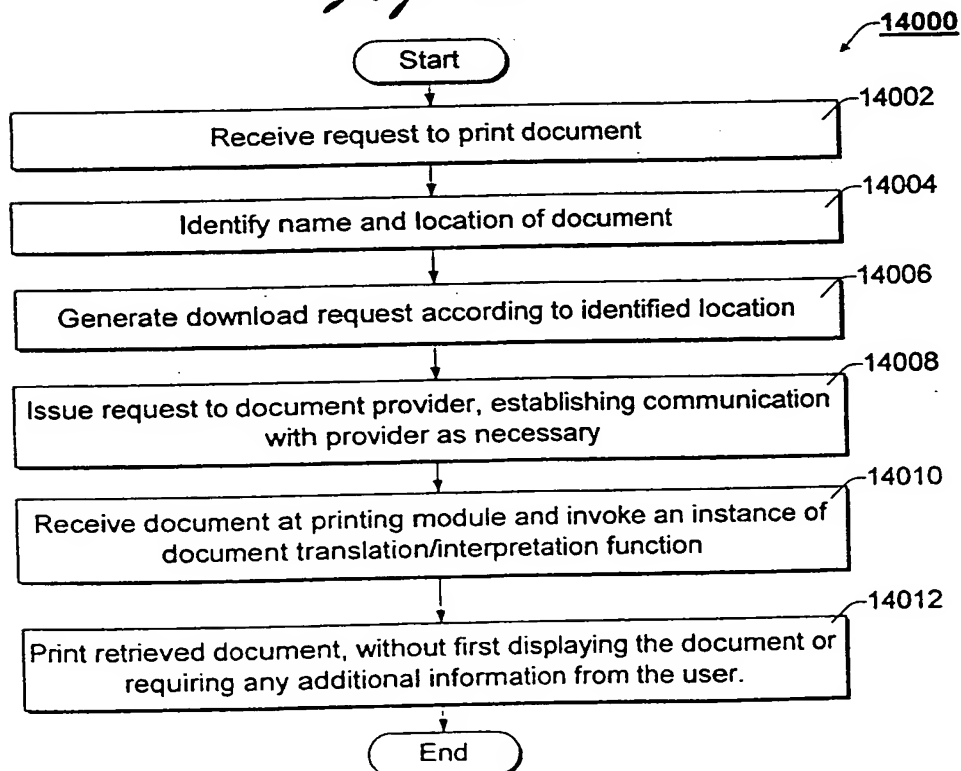 14000
Start
14002
Receive request to print document
14004
Identify name and location of document
14006
Generate download request according to identified location
14008
Issue request to document provider, establishing communication
with provider as necessary
14010
Receive document at printing module and invoke an instance of
document translation/interpretation function
14012
Print retrieved document, without first displaying the document or
requiring any additional information from the user.
End